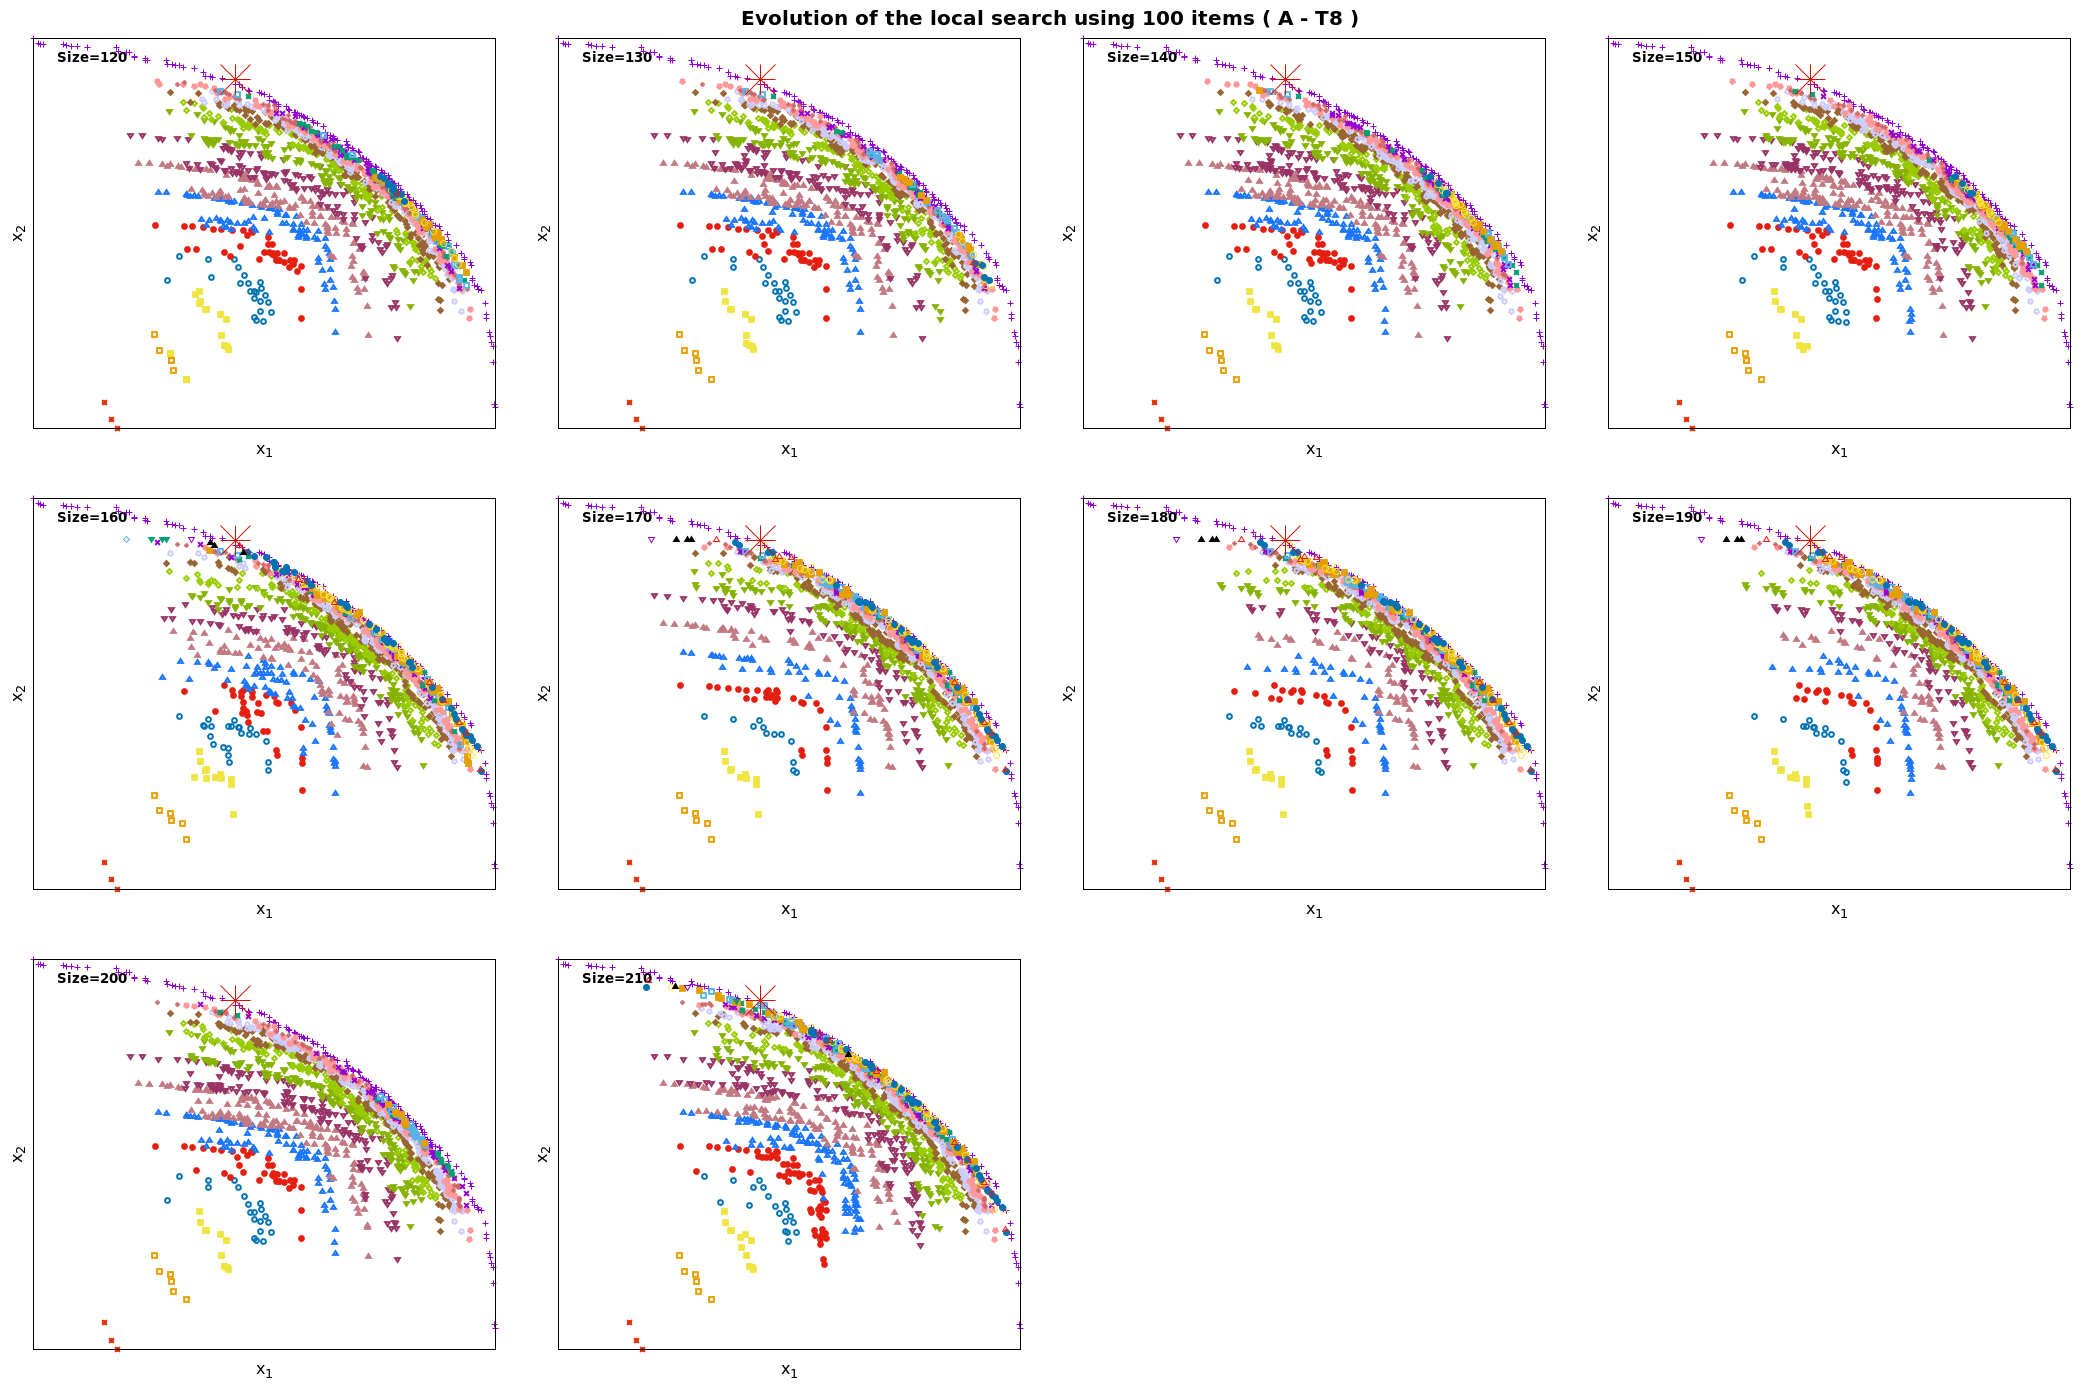 Evolution of the local search using 100 items ( A - T8 )
Size=120
x2
x1
Size=130
x2
x1
Size=140
x2
x1
Size=150
x2
x1
Size=160
x2
x1
Size=170
x2
x1
Size=180
x2
x1
Size=190
x2
x1
Size=200
x2
x1
Size=210
x2
x1